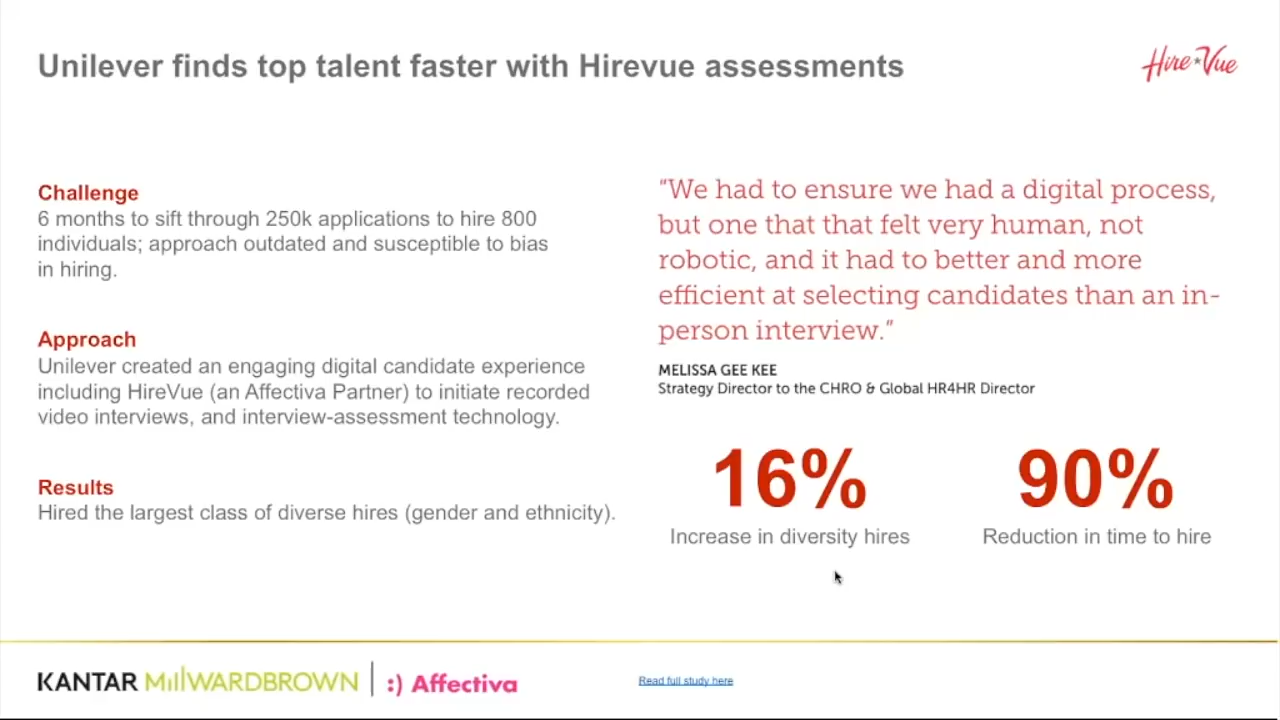 Unilever finds top talent faster with Hirevue assessments
Hire★Vue
Challenge
6 months to sift through 250k applications to hire 800
individuals; approach outdated and susceptible to bias
in hiring.
Approach
Unilever created an engaging digital candidate experience
including HireVue (an Affectiva Partner) to initiate recorded
video interviews, and interview-assessment technology.
Results
Hired the largest class of diverse hires (gender and ethnicity).
“We had to ensure we had a digital process,
but one that that felt very human, not
robotic, and it had to better and more
efficient at selecting candidates than an in-
person interview.”
MELISSA GEE KEE
Strategy Director to the CHRO & Global HR4HR Director
16%
Increase in diversity hires
90%
Reduction in time to hire
KANTAR MillWARDBROWN
:) Affectiva
Read full study here